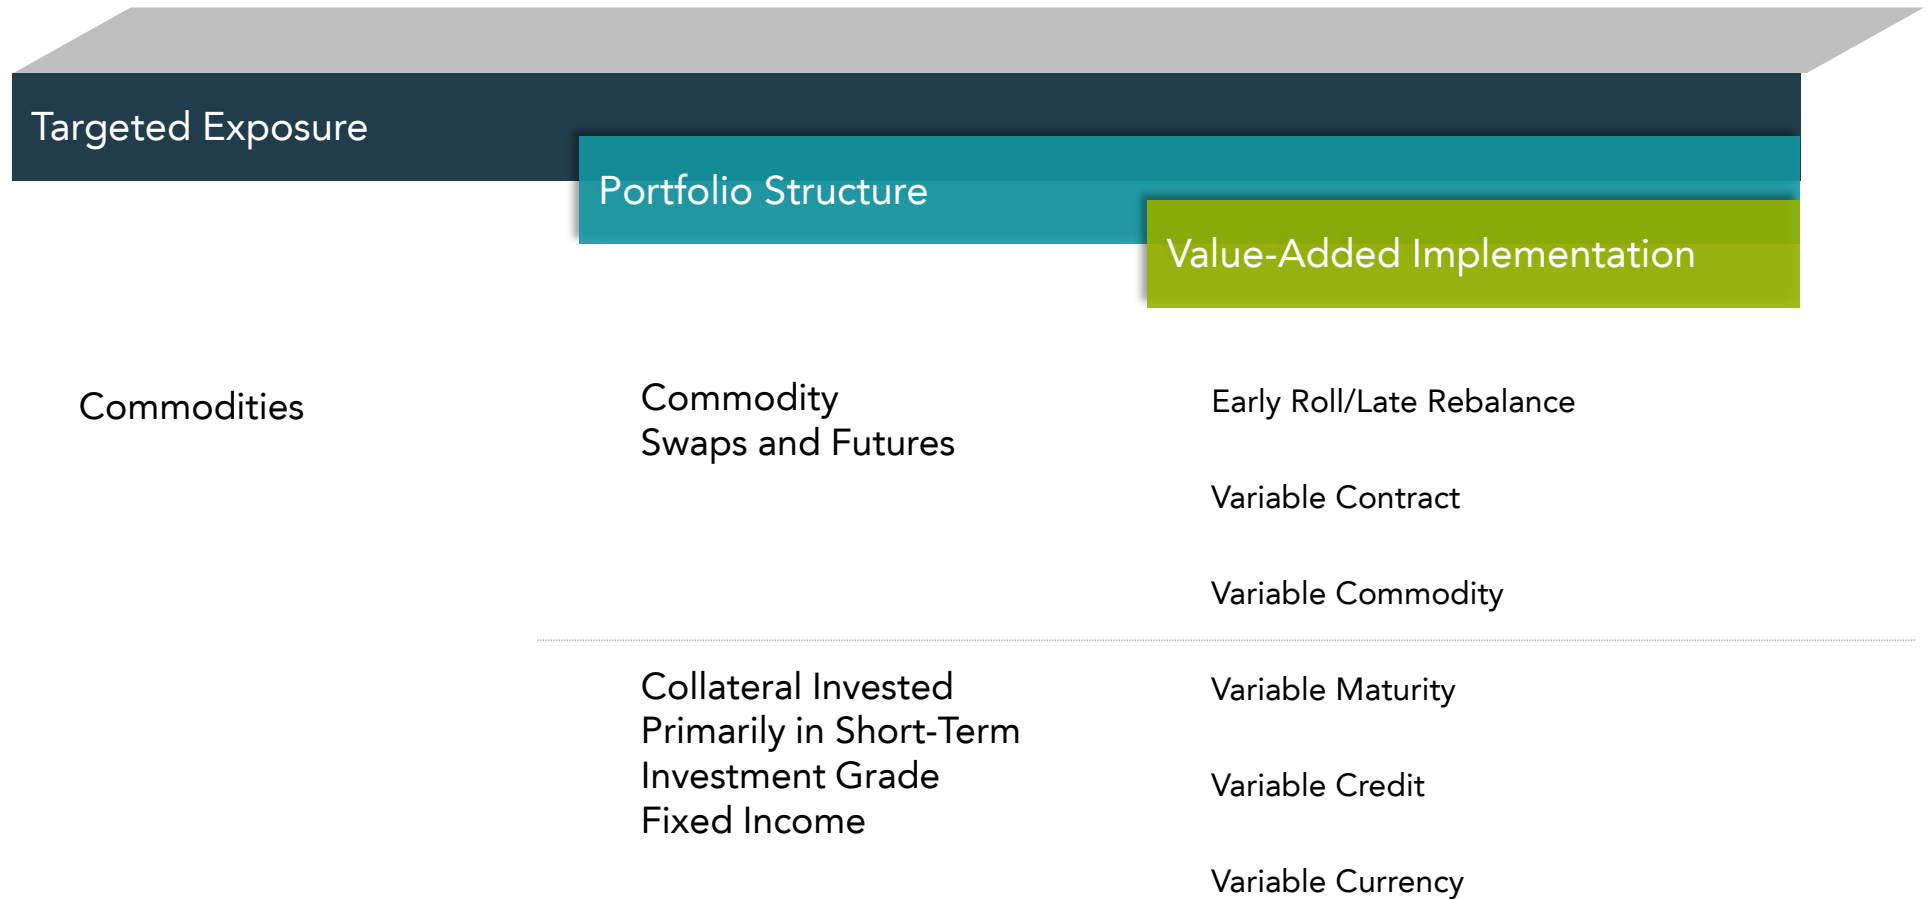 Targeted Exposure
Portfolio Structure
Value-Added Implementation
Commodities
Commodity
Swaps and Futures
Early Roll/Late Rebalance
Variable Contract
Variable Commodity
Collateral Invested
Primarily in Short-Term
Investment Grade
Fixed Income
Variable Maturity
Variable Credit
Variable Currency